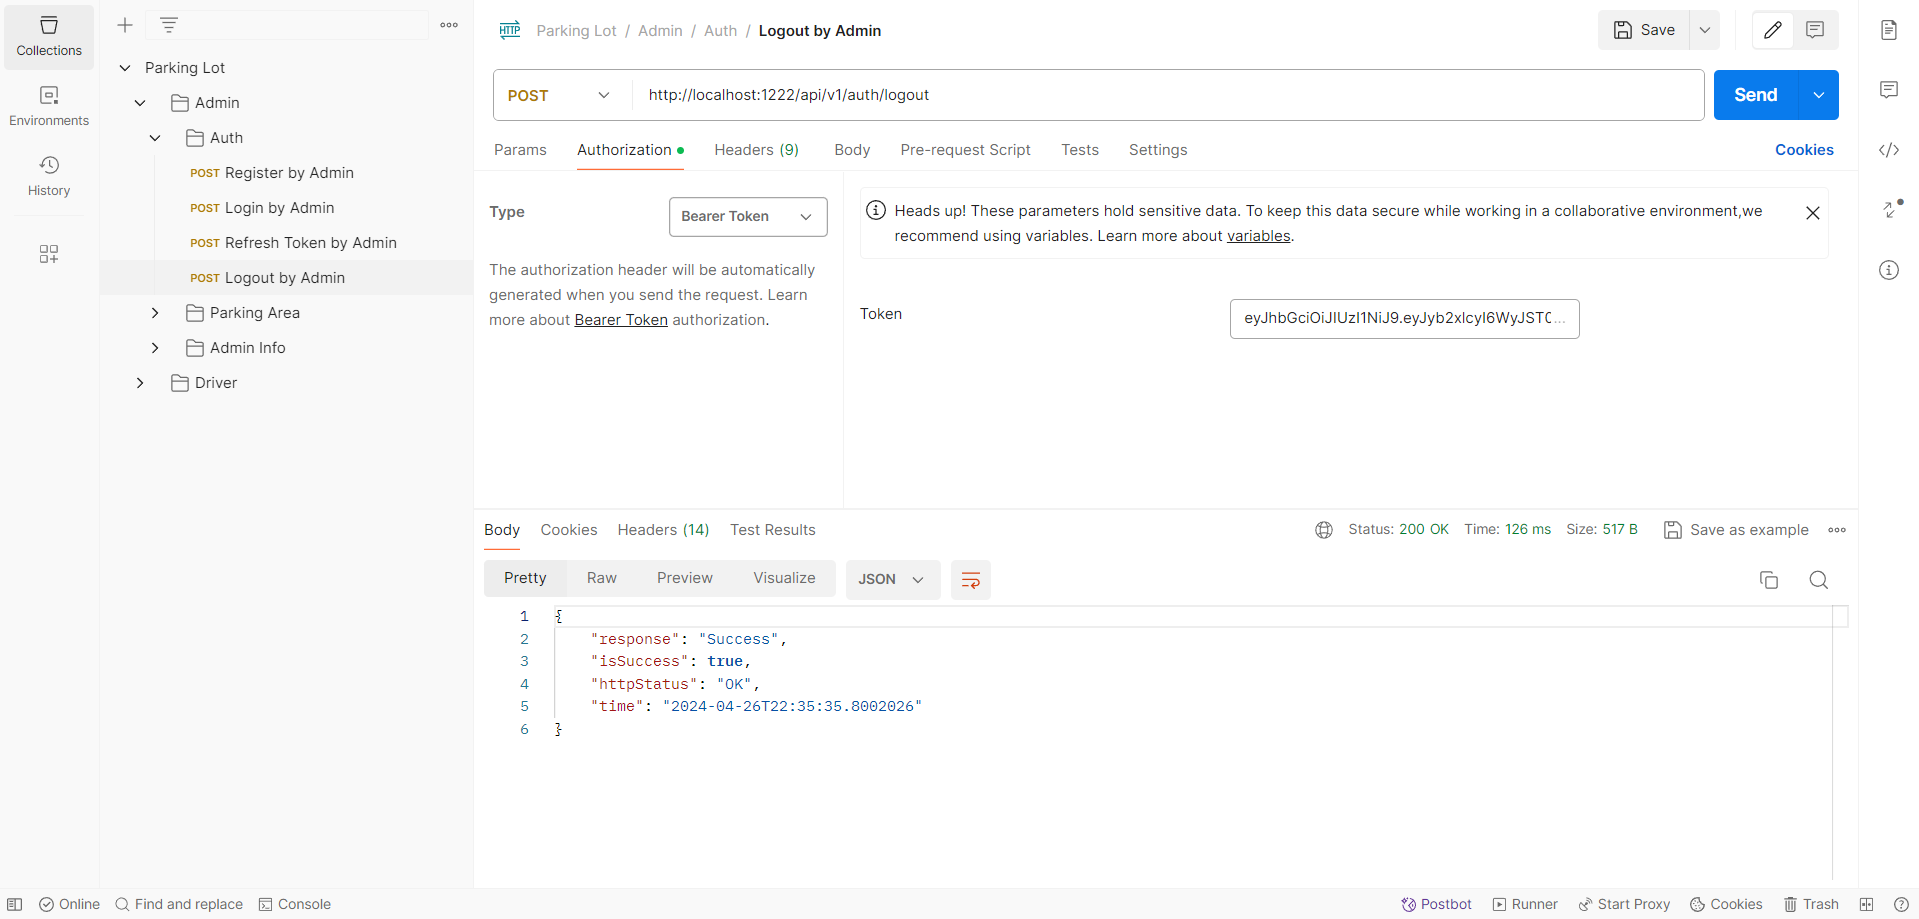 Collections
Environments
History
Parking Lot
Admin
Auth
POST Register by Admin
POST Login by Admin
POST Refresh Token by Admin
POST Logout by Admin
Parking Area
Admin Info
Driver
HTTP Parking Lot / Admin / Auth / Logout by Admin
Save
POST http://localhost:1222/api/v1/auth/logout
Send
Params Authorization Headers (9) Body Pre-request Script Tests Settings Cookies
Type Bearer Token
The authorization header will be automatically
generated when you send the request. Learn
more about Bearer Token authorization.
Heads up! These parameters hold sensitive data. To keep this data secure while working in a collaborative environment,we
recommend using variables. Learn more about variables.
Token
eyJhbGciOiJIUzI1NiJ9.eyJyb2xlcyI6WyJST0...
Body Cookies Headers (14) Test Results
Status: 200 OK Time: 126 ms Size: 517 B Save as example
Pretty Raw Preview Visualize JSON
1 {
2 "response": "Success",
3 "isSuccess": true,
4 "httpStatus": "OK",
5 "time": "2024-04-26T22:35:35.8002026"
6 }
Online Find and replace Console
Postbot Runner Start Proxy Cookies Trash